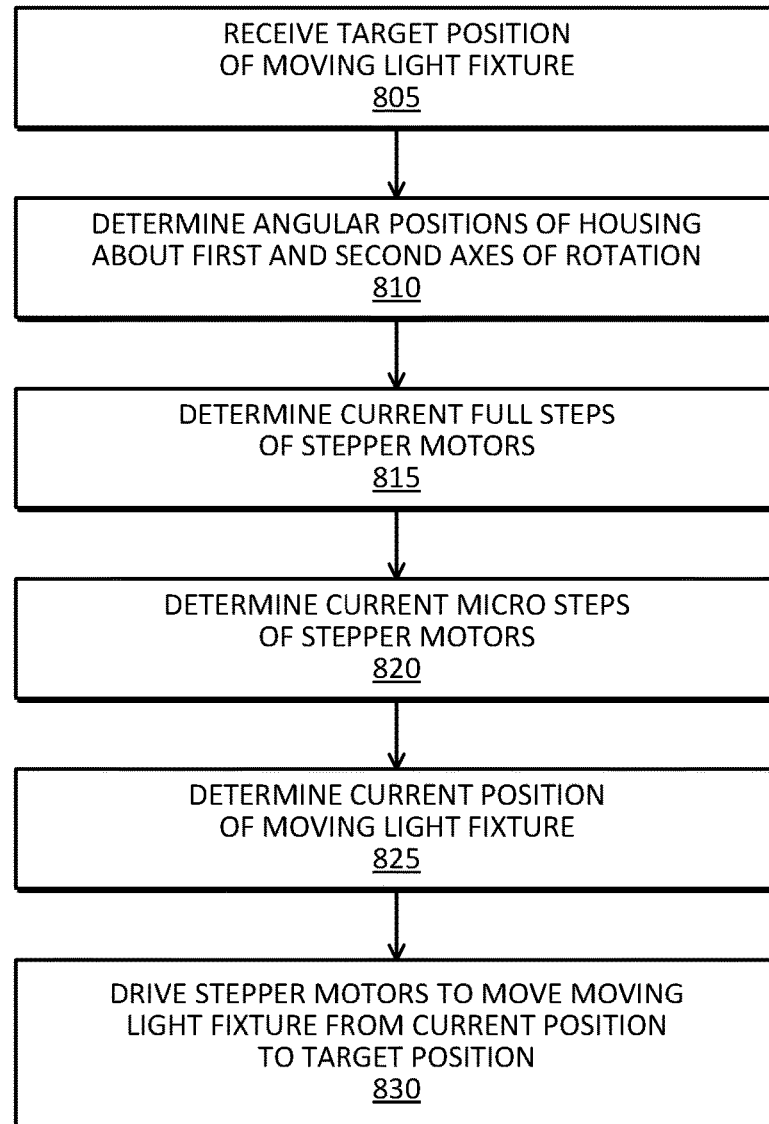 RECEIVE TARGET POSITION
OF MOVING LIGHT FIXTURE
805
DETERMINE ANGULAR POSITIONS OF HOUSING
ABOUT FIRST AND SECOND AXES OF ROTATION
810
DETERMINE CURRENT FULL STEPS
OF STEPPER MOTORS
815
DETERMINE CURRENT MICRO STEPS
OF STEPPER MOTORS
820
DETERMINE CURRENT POSITION
OF MOVING LIGHT FIXTURE
825
DRIVE STEPPER MOTORS TO MOVE MOVING
LIGHT FIXTURE FROM CURRENT POSITION
TO TARGET POSITION
830